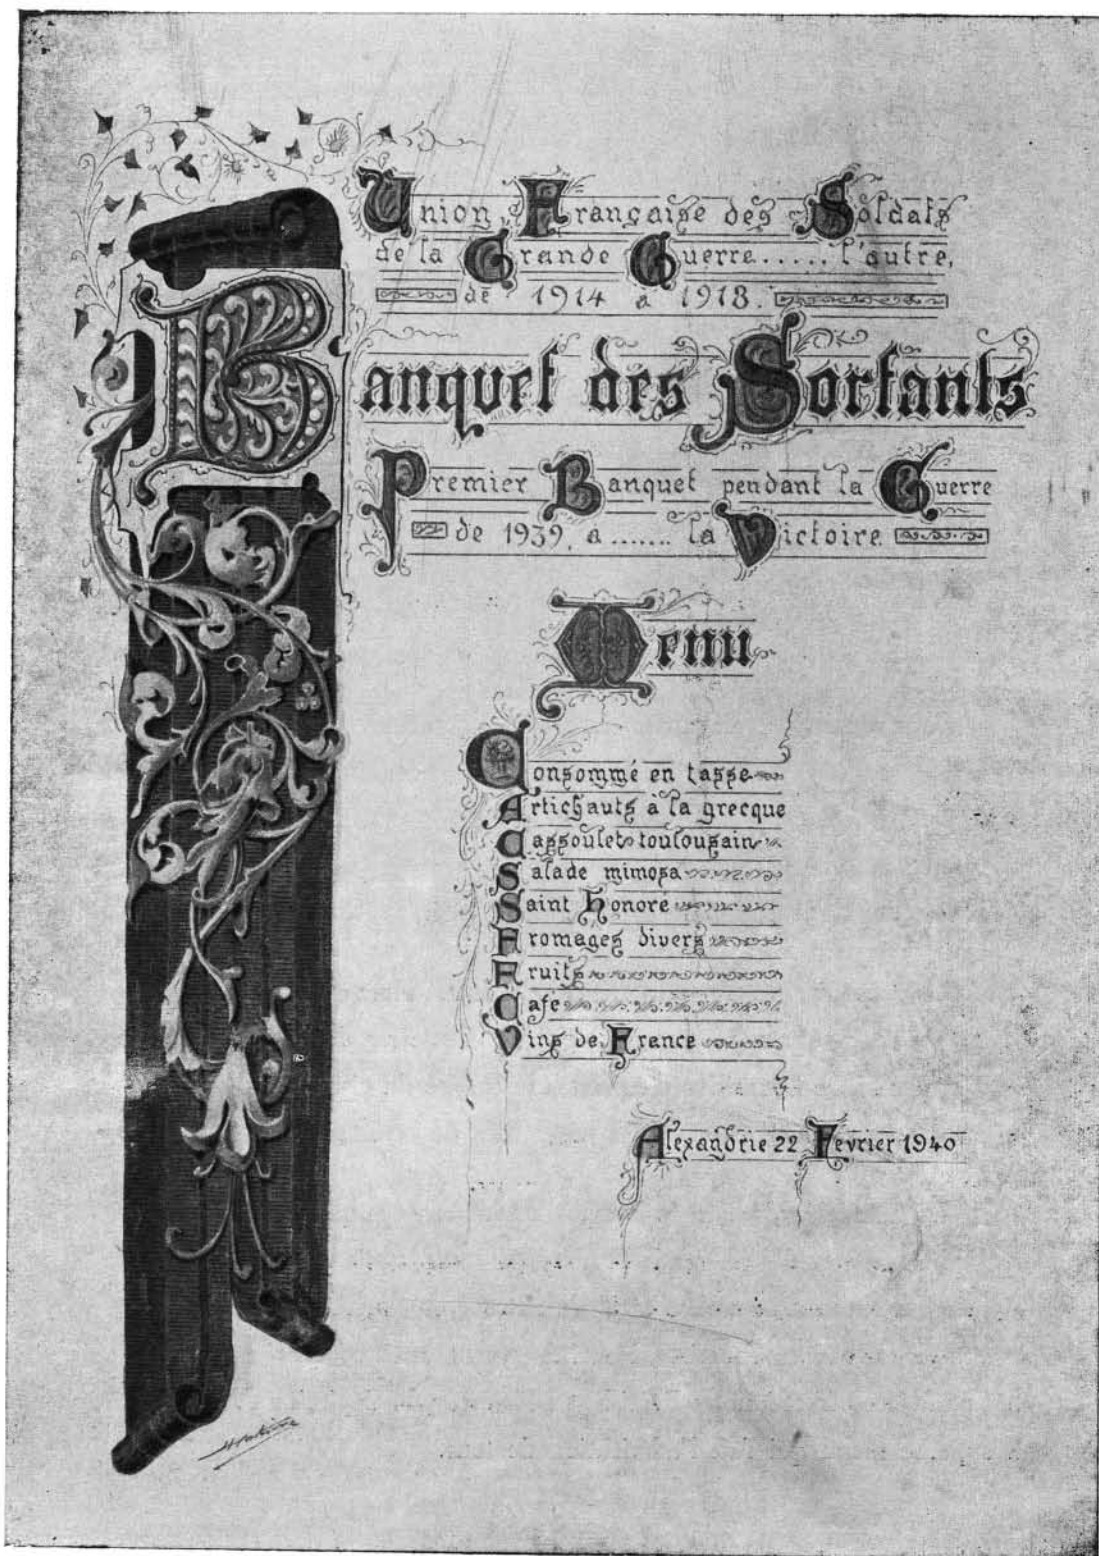 Union Française des Soldats
de la Grande Guerre..... l'autre,
de 1914 a 1918.
Banquet des Sortants
Premier Banquet pendant la Guerre
de 1939, a ....... la Victoire
Menu
Consommé en tasse
Artichauts à la grecque
Cassoulet toulousain
Salade mimosa
Saint Honoré
Fromages divers
Fruits
Café
Vins de France
Alexandrie 22 Fevrier 1940